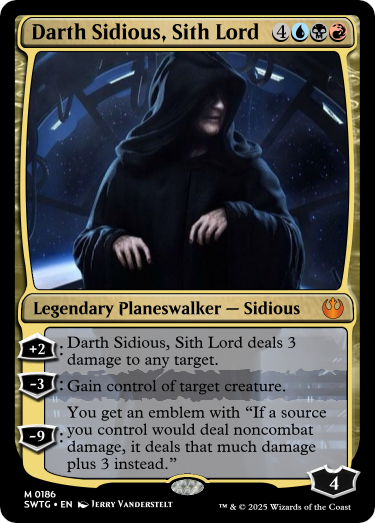 Darth Sidious, Sith Lord 4
Legendary Planeswalker — Sidious
+2: Darth Sidious, Sith Lord deals 3
damage to any target.
-3: Gain control of target creature.
You get an emblem with “If a source
-9: you control would deal noncombat
damage, it deals that much damage
plus 3 instead.”
4
M 0186
SWTG • EN Jerry Vanderstelt
™ & © 2025 Wizards of the Coast